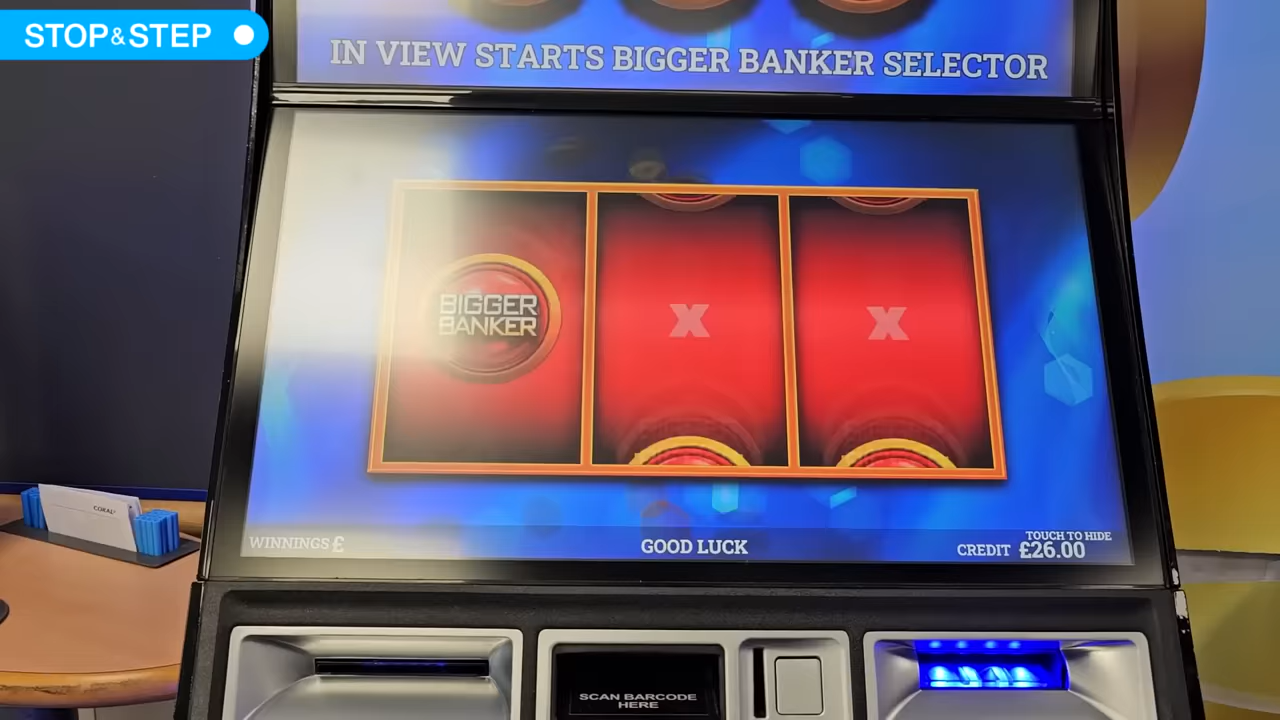 STOP&STEP
IN VIEW STARTS BIGGER BANKER SELECTOR
BIGGER
BANKER
X
X
WINNINGS £
GOOD LUCK
TOUCH TO HIDE
CREDIT £26.00
CORAL
SCAN BARCODE
HERE